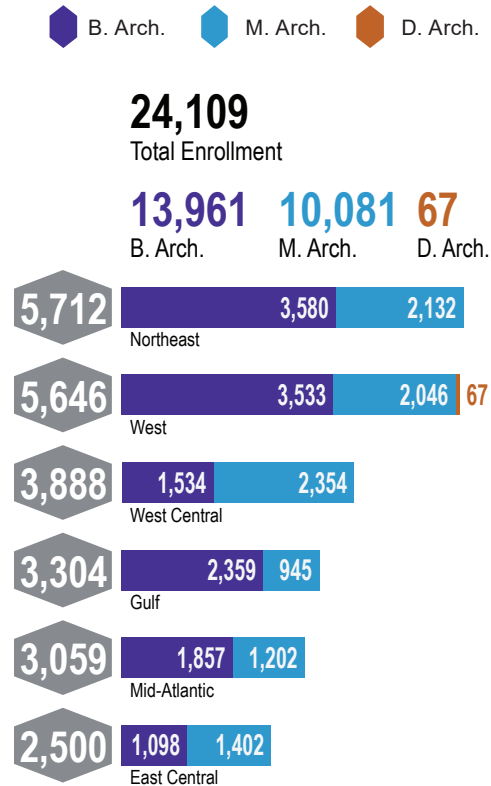 B. Arch. M. Arch. D. Arch.
24,109
Total Enrollment
13,961 10,081 67
B. Arch. M. Arch. D. Arch.
5,712 3,580 2,132
Northeast
5,646 3,533 2,046 67
West
3,888 1,534 2,354
West Central
3,304 2,359 945
Gulf
3,059 1,857 1,202
Mid-Atlantic
2,500 1,098 1,402
East Central